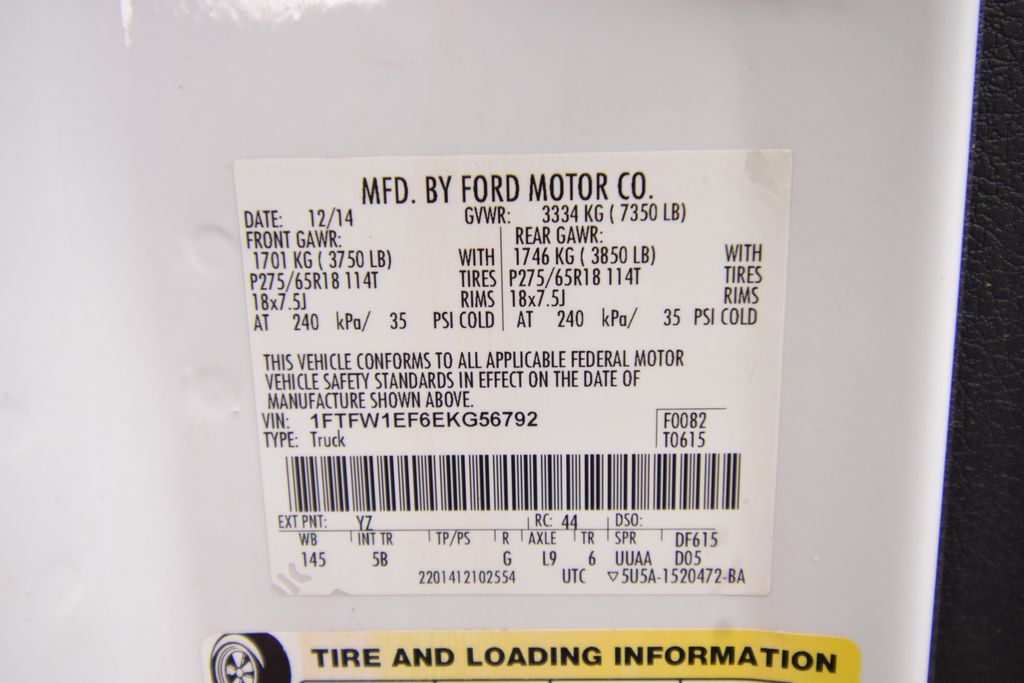 MFD. BY FORD MOTOR CO.
DATE: 12/14 GVWR: 3334 KG ( 7350 LB)
FRONT GAWR: REAR GAWR:
1701 KG ( 3750 LB) WITH 1746 KG ( 3850 LB) WITH
P275/65R18 114T TIRES P275/65R18 114T TIRES
18x7.5J RIMS 18x7.5J RIMS
AT 240 kPa/ 35 PSI COLD AT 240 kPa/ 35 PSI COLD
THIS VEHICLE CONFORMS TO ALL APPLICABLE FEDERAL MOTOR
VEHICLE SAFETY STANDARDS IN EFFECT ON THE DATE OF
MANUFACTURE SHOWN ABOVE.
VIN: 1FTFW1EF6EKG56792 F0082
TYPE: Truck T0615
EXT PNT: YZ RC: 44 DSO:
WB INT TR TP/PS R AXLE TR SPR DF615
145 5B G L9 6 UUAA D05
2201412102554 UTC ▽5U5A-1520472-BA
TIRE AND LOADING INFORMATION